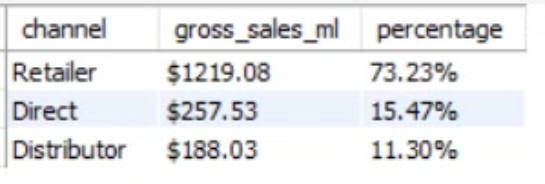 channel gross_sales_ml percentage
Retailer $1219.08 73.23%
Direct $257.53 15.47%
Distributor $188.03 11.30%